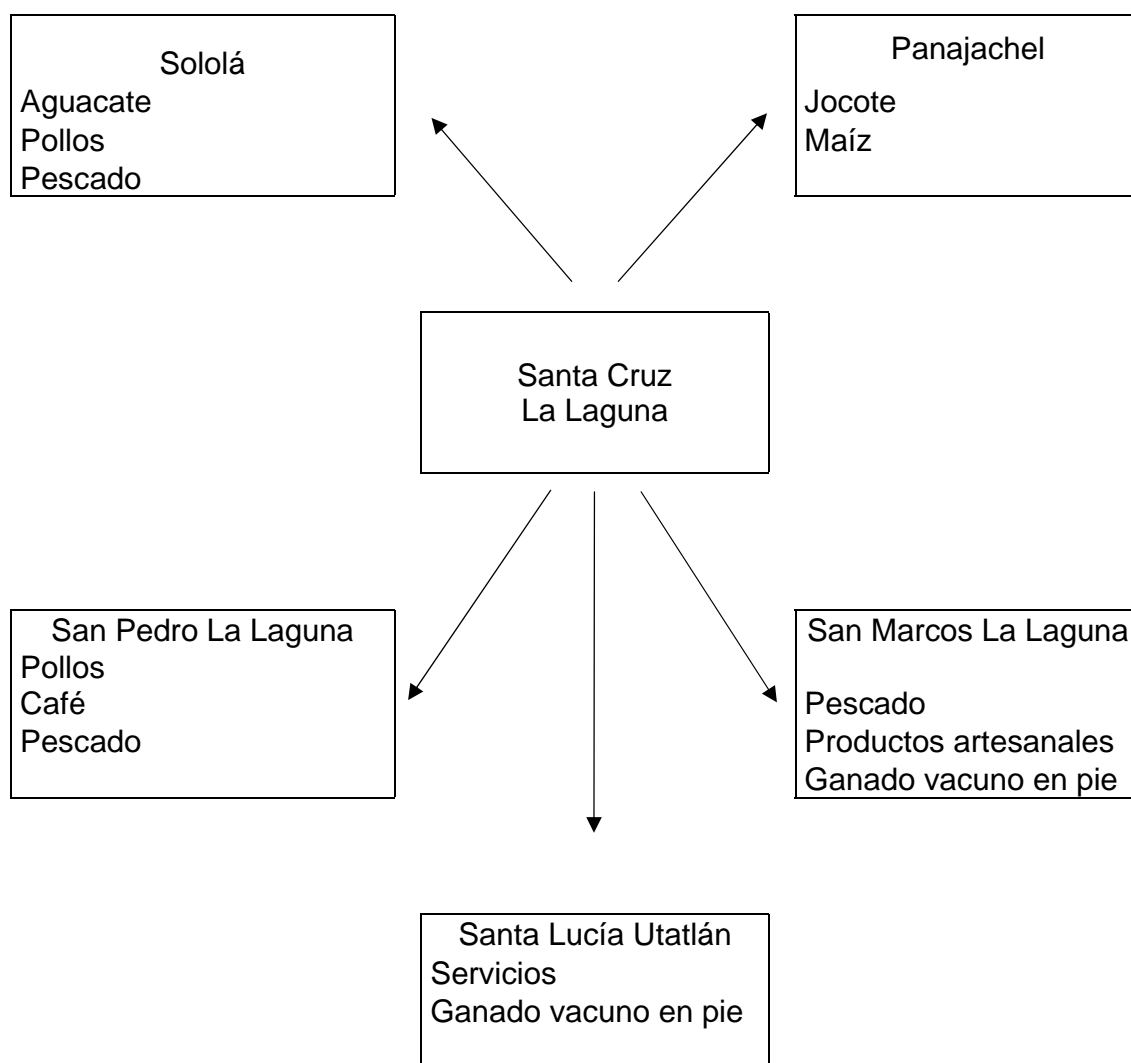 Sololá
Aguacate
Pollos
Pescado
Panajachel
Jocote
Maíz
Santa Cruz
La Laguna
San Pedro La Laguna
Pollos
Café
Pescado
San Marcos La Laguna
Pescado
Productos artesanales
Ganado vacuno en pie
Santa Lucía Utatlán
Servicios
Ganado vacuno en pie